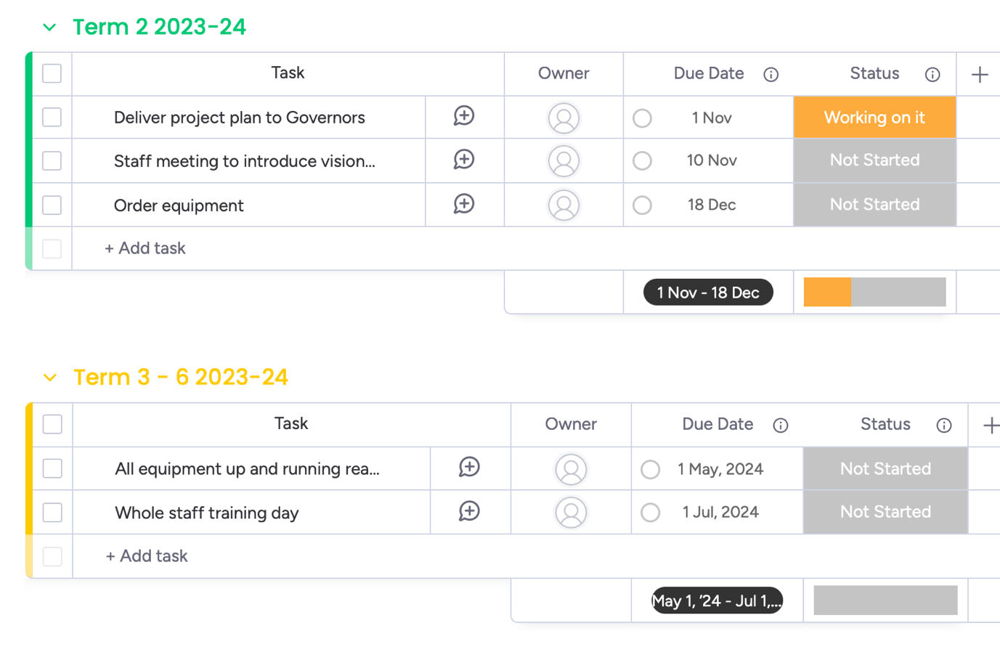 Term 2 2023-24
Task Owner Due Date Status
Deliver project plan to Governors 1 Nov Working on it
Staff meeting to introduce vision... 10 Nov Not Started
Order equipment 18 Dec Not Started
+ Add task
1 Nov - 18 Dec
Term 3 - 6 2023-24
Task Owner Due Date Status
All equipment up and running rea... 1 May, 2024 Not Started
Whole staff training day 1 Jul, 2024 Not Started
+ Add task
May 1, '24 - Jul 1,...